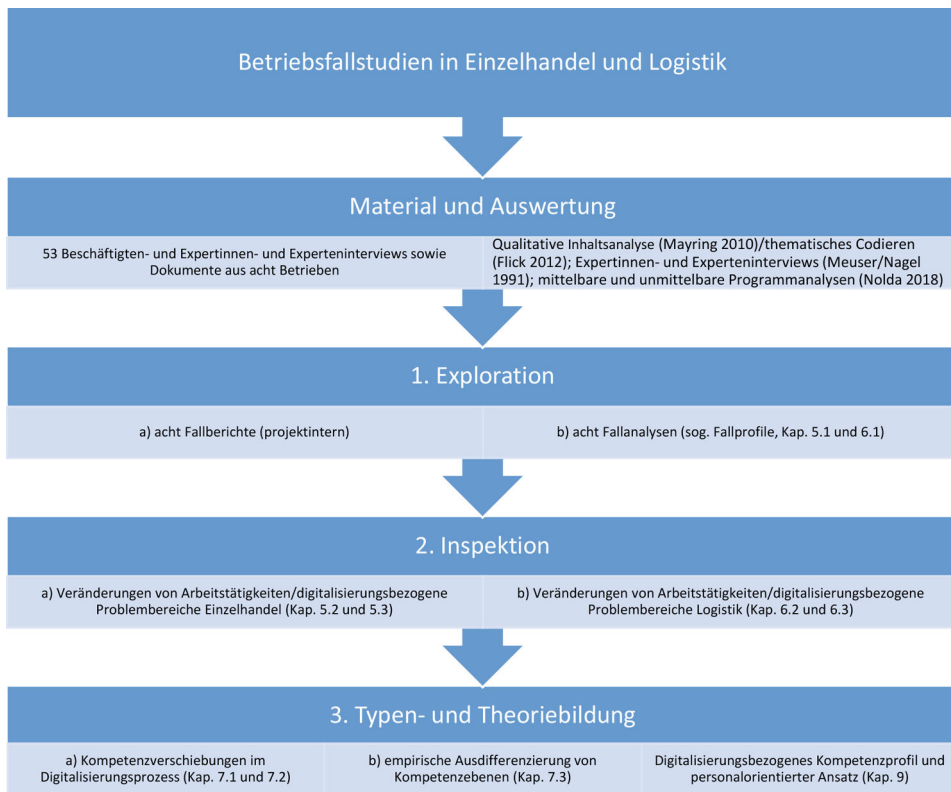 Betriebsfallstudien in Einzelhandel und Logistik
Material und Auswertung
53 Beschäftigten- und Expertinnen- und Experteninterviews sowie
Dokumente aus acht Betrieben
Qualitative Inhaltsanalyse (Mayring 2010)/thematisches Codieren
(Flick 2012); Expertinnen- und Experteninterviews (Meuser/Nagel
1991); mittelbare und unmittelbare Programmanalysen (Nolda 2018)
1. Exploration
a) acht Fallberichte (projektintern)
b) acht Fallanalysen (sog. Fallprofile, Kap. 5.1 und 6.1)
2. Inspektion
a) Veränderungen von Arbeitstätigkeiten/digitalisierungsbezogene
Problembereiche Einzelhandel (Kap. 5.2 und 5.3)
b) Veränderungen von Arbeitstätigkeiten/digitalisierungsbezogene
Problembereiche Logistik (Kap. 6.2 und 6.3)
3. Typen- und Theoriebildung
a) Kompetenzverschiebungen im
Digitalisierungsprozess (Kap. 7.1 und 7.2)
b) empirische Ausdifferenzierung von
Kompetenzebenen (Kap. 7.3)
Digitalisierungsbezogenes Kompetenzprofil und
personalorientierter Ansatz (Kap. 9)